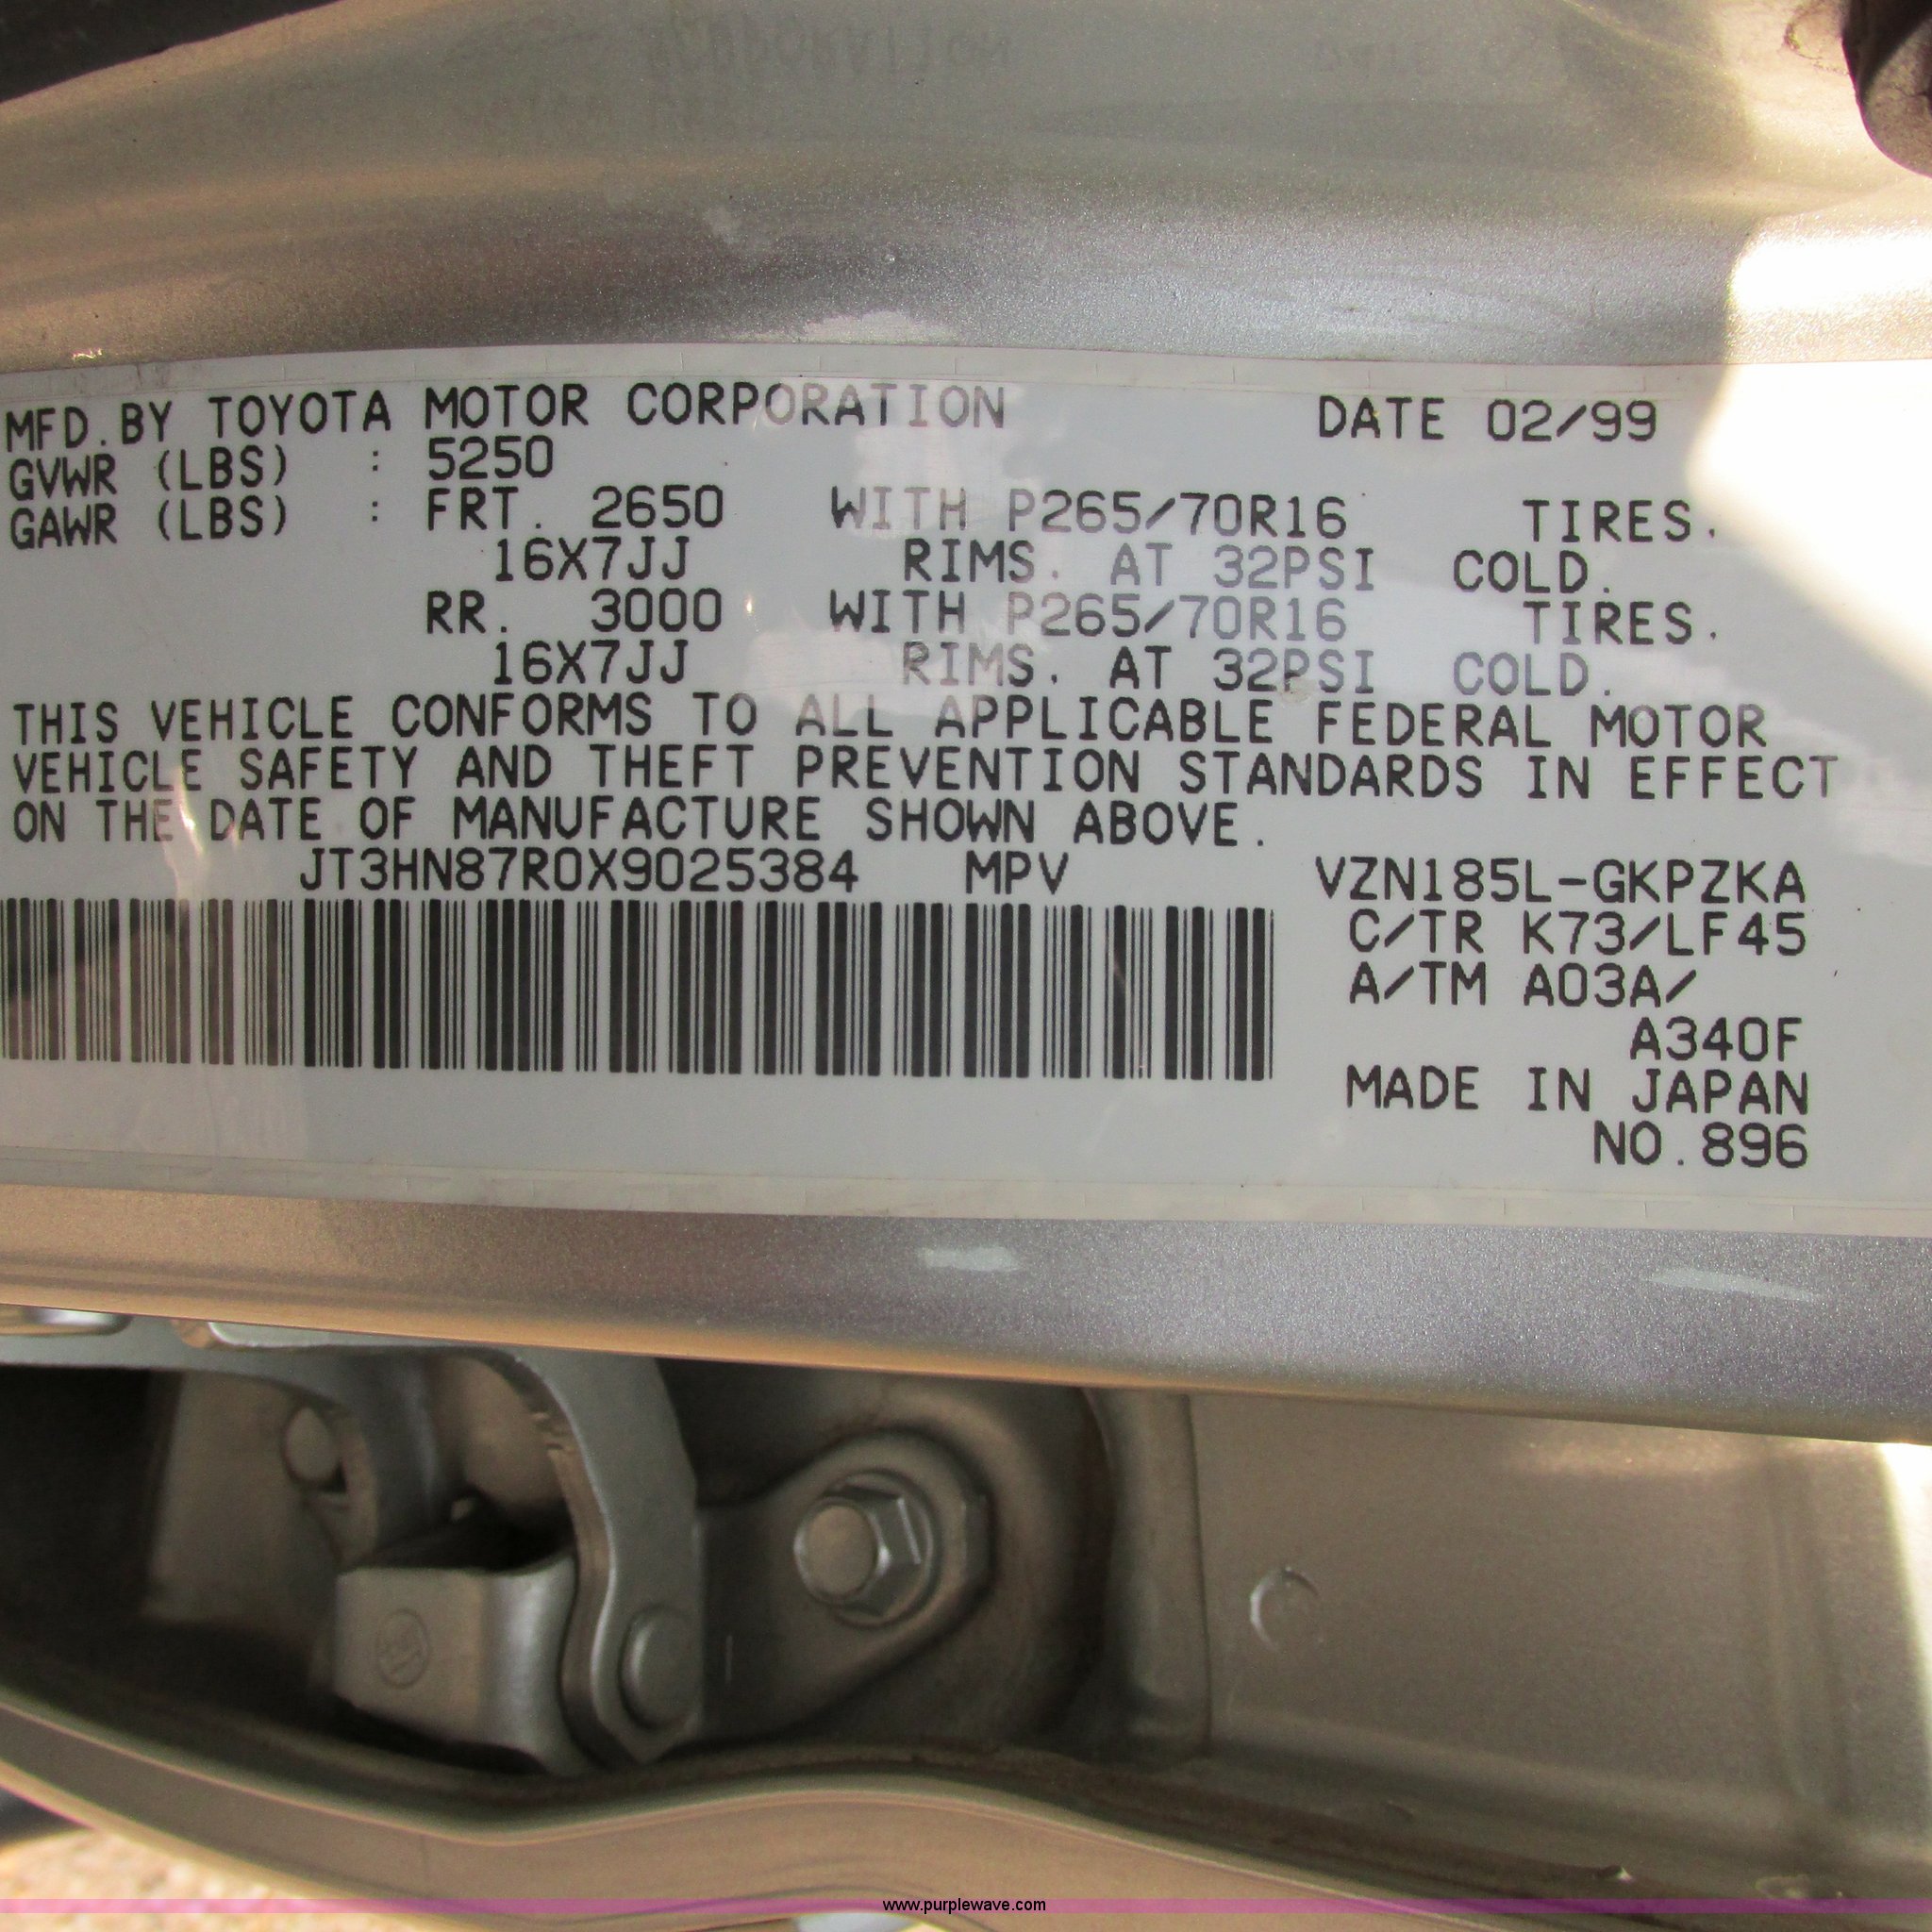 MFD.BY TOYOTA MOTOR CORPORATION DATE 02/99
GVWR (LBS) : 5250
GAWR (LBS) : FRT. 2650 WITH P265/70R16 TIRES.
16X7JJ RIMS. AT 32PSI COLD.
RR. 3000 WITH P265/70R16 TIRES.
16X7JJ RIMS. AT 32PSI COLD.
THIS VEHICLE CONFORMS TO ALL APPLICABLE FEDERAL MOTOR
VEHICLE SAFETY AND THEFT PREVENTION STANDARDS IN EFFECT
ON THE DATE OF MANUFACTURE SHOWN ABOVE.
JT3HN87R0X9025384 MPV VZN185L-GKPZKA
C/TR K73/LF45
A/TM A03A/
A340F
MADE IN JAPAN
NO.896
www.purplewave.com